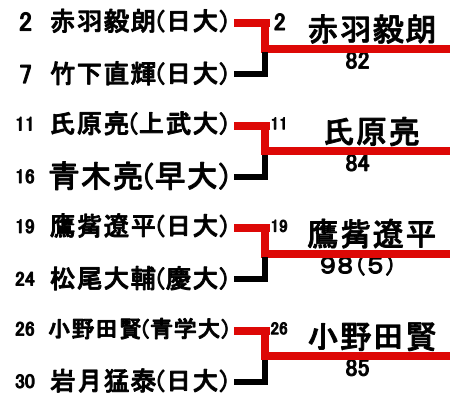 2 赤羽毅朗(日大) 2 赤羽毅朗
82
7 竹下直輝(日大)
11 氏原亮(上武大) 11 氏原亮
84
16 青木亮(早大)
19 鷹觜遼平(日大) 19 鷹觜遼平
98(5)
24 松尾大輔(慶大)
26 小野田賢(青学大) 26 小野田賢
85
30 岩月猛泰(日大)